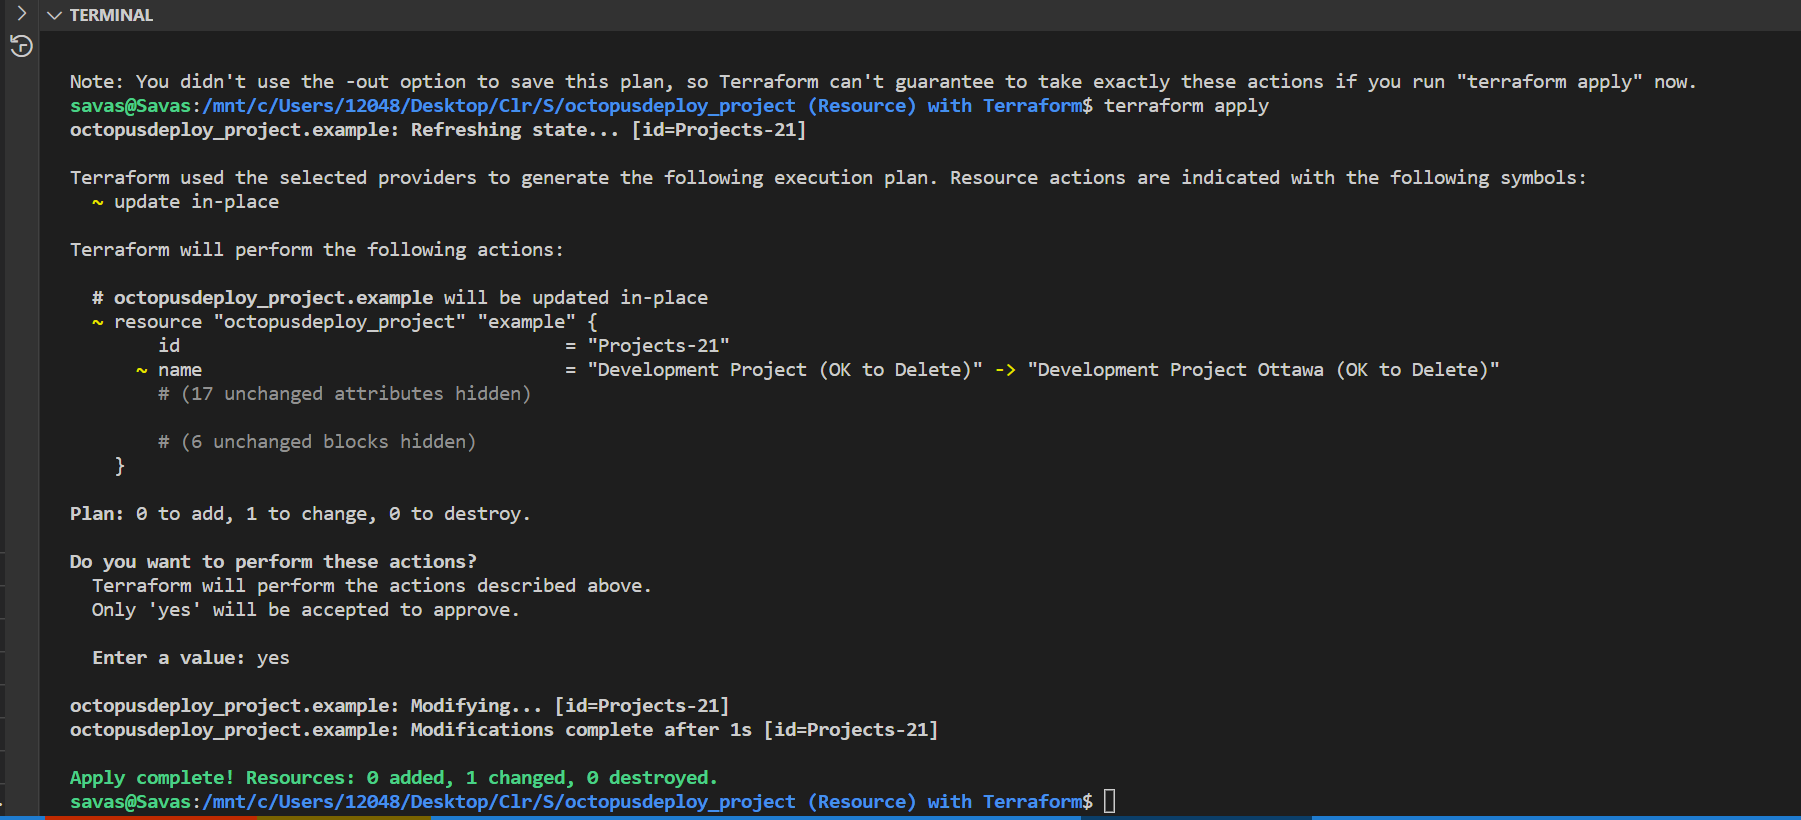 TERMINAL
Note: You didn't use the -out option to save this plan, so Terraform can't guarantee to take exactly these actions if you run "terraform apply" now.
savas@Savas:/mnt/c/Users/12048/Desktop/Clr/S/octopusdeploy_project (Resource) with Terraform$ terraform apply
octopusdeploy_project.example: Refreshing state... [id=Projects-21]
Terraform used the selected providers to generate the following execution plan. Resource actions are indicated with the following symbols:
~ update in-place
Terraform will perform the following actions:
# octopusdeploy_project.example will be updated in-place
~ resource "octopusdeploy_project" "example" {
id = "Projects-21"
~ name = "Development Project (OK to Delete)" -> "Development Project Ottawa (OK to Delete)"
# (17 unchanged attributes hidden)
# (6 unchanged blocks hidden)
}
Plan: 0 to add, 1 to change, 0 to destroy.
Do you want to perform these actions?
Terraform will perform the actions described above.
Only 'yes' will be accepted to approve.
Enter a value: yes
octopusdeploy_project.example: Modifying... [id=Projects-21]
octopusdeploy_project.example: Modifications complete after 1s [id=Projects-21]
Apply complete! Resources: 0 added, 1 changed, 0 destroyed.
savas@Savas:/mnt/c/Users/12048/Desktop/Clr/S/octopusdeploy_project (Resource) with Terraform$